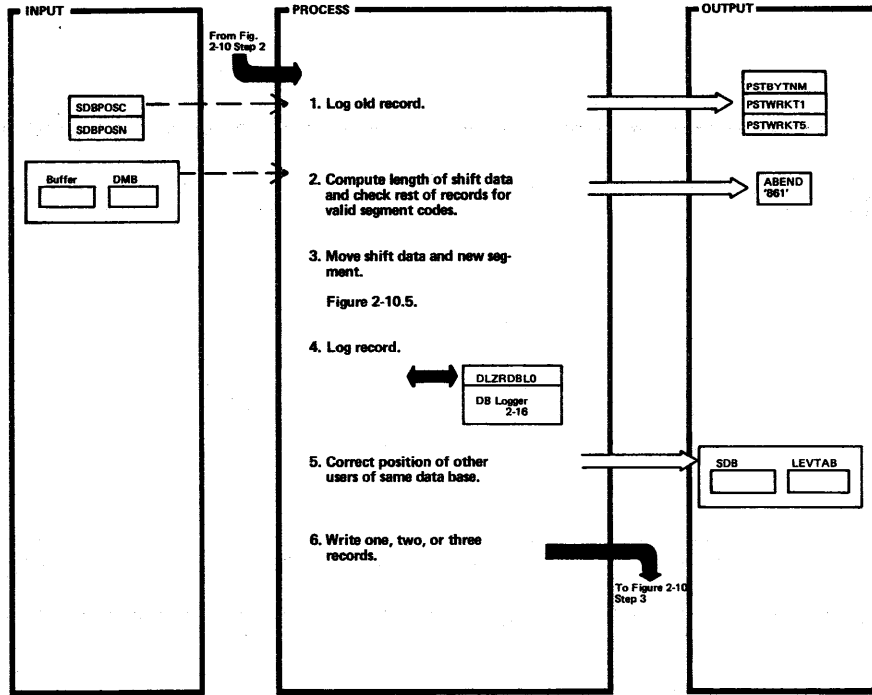 INPUT
PROCESS
OUTPUT
From Fig.
2-10 Step 2
SDBPOSC
SDBPOSN
1. Log old record.
PSTBYTNM
PSTWRKT1
PSTWRKT5
Buffer DMB
2. Compute length of shift data
and check rest of records for
valid segment codes.
ABEND
'861'
3. Move shift data and new seg-
ment.
Figure 2-10.5.
4. Log record.
DLZRDBL0
DB Logger
2-16
5. Correct position of other
users of same data base.
SDB LEVTAB
6. Write one, two, or three
records.
To Figure 2-10
Step 3